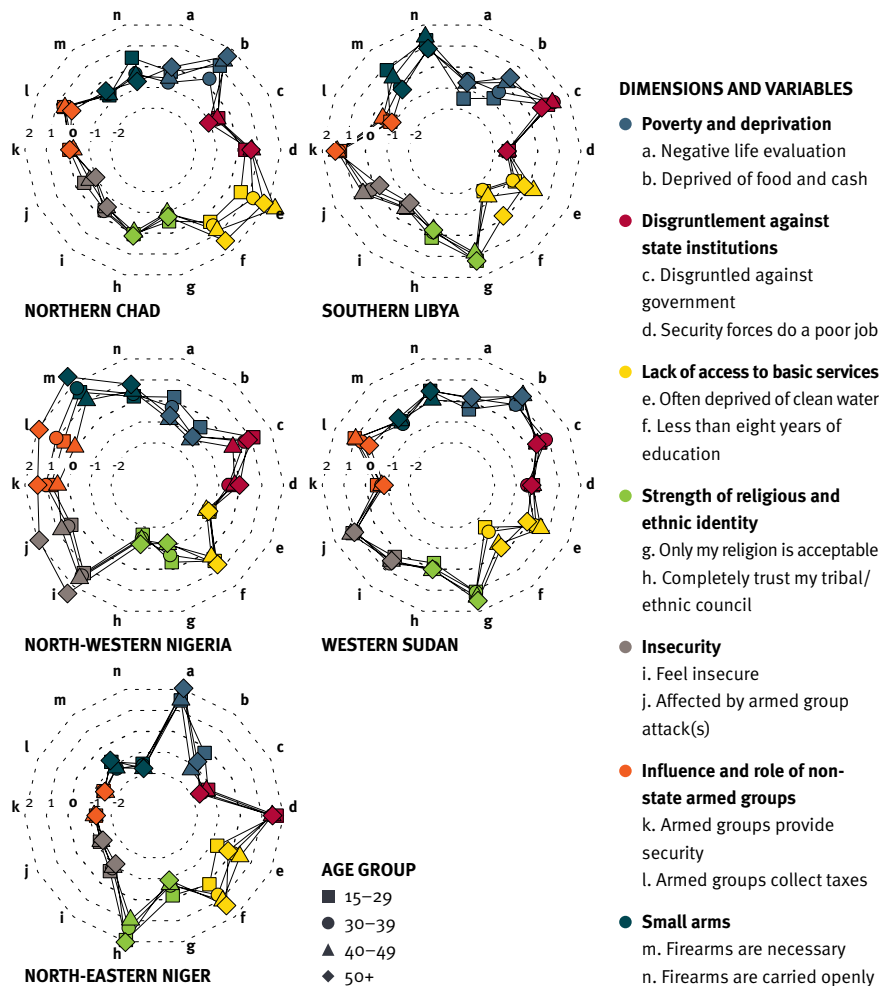 n a
m b
l c
2 1 0 -1 -2
k d
j e
i f
h g
NORTHERN CHAD
n a
m b
l c
2 1 0 -1 -2
k d
j e
i f
h g
SOUTHERN LIBYA
n a
m b
l c
2 1 0 -1 -2
k d
j e
i f
h g
NORTH-WESTERN NIGERIA
n a
m b
l c
2 1 0 -1 -2
k d
j e
i f
h g
WESTERN SUDAN
n a
m b
l c
2 1 0 -1 -2
k d
j e
i f
h g
NORTH-EASTERN NIGER
AGE GROUP
15–29
30–39
40–49
50+
DIMENSIONS AND VARIABLES
Poverty and deprivation
a. Negative life evaluation
b. Deprived of food and cash
Disgruntlement against
state institutions
c. Disgruntled against
government
d. Security forces do a poor job
Lack of access to basic services
e. Often deprived of clean water
f. Less than eight years of
education
Strength of religious and
ethnic identity
g. Only my religion is acceptable
h. Completely trust my tribal/
ethnic council
Insecurity
i. Feel insecure
j. Affected by armed group
attack(s)
Influence and role of non-
state armed groups
k. Armed groups provide
security
l. Armed groups collect taxes
Small arms
m. Firearms are necessary
n. Firearms are carried openly